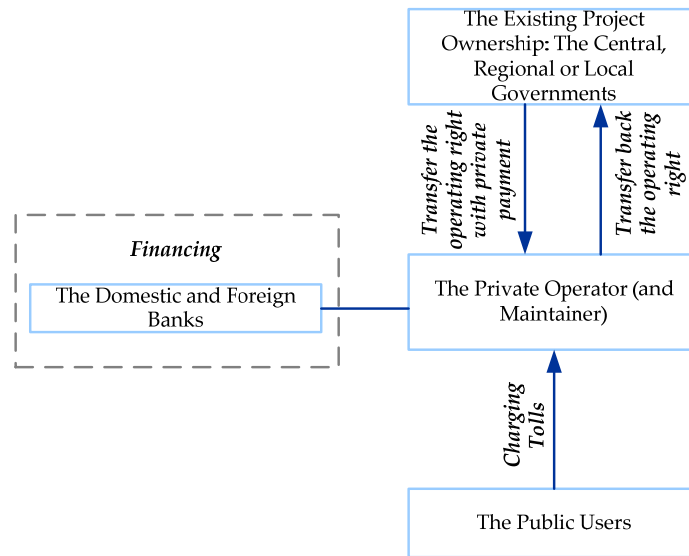 The Existing Project
Ownership: The Central,
Regional or Local
Governments
Transfer the
operating right
with private
payment
Transfer back
the operating
right
Financing
The Domestic and Foreign
Banks
The Private Operator (and
Maintainer)
Charging
Tolls
The Public Users